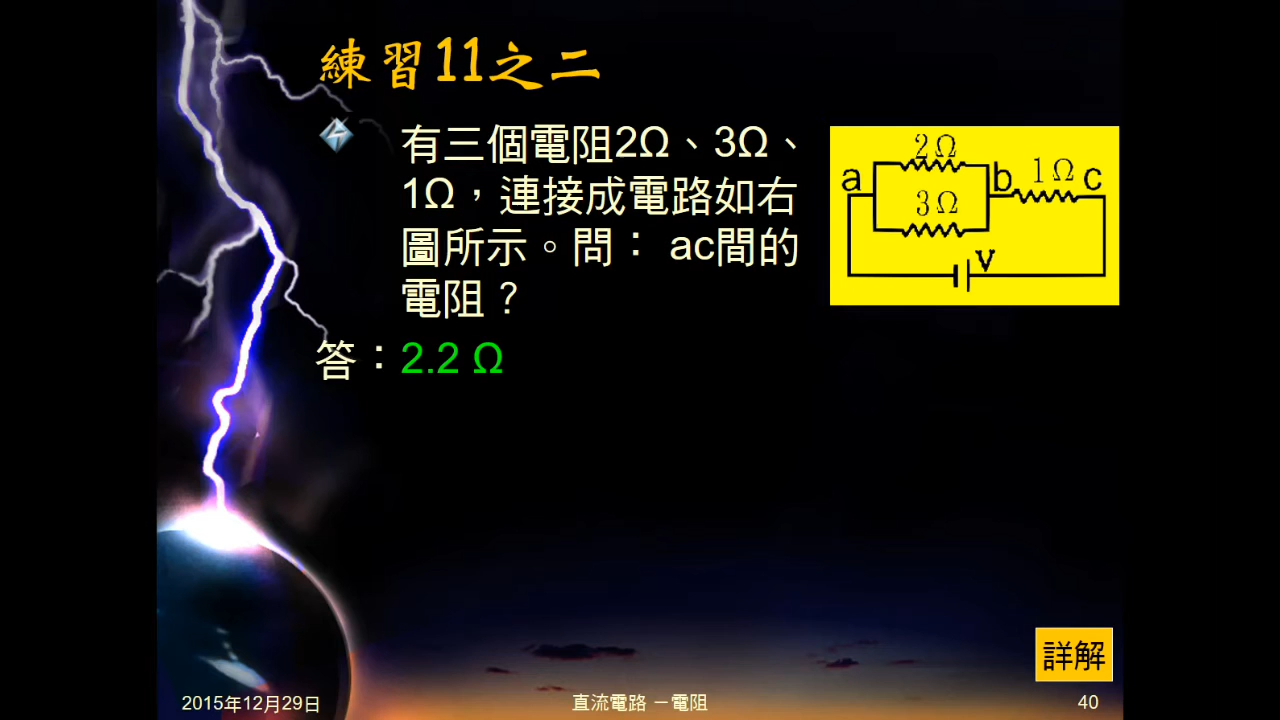 練習11之二
有三個電阻2Ω、3Ω、
1Ω，連接成電路如右
圖所示。問： ac間的
電阻？
答：2.2 Ω
2Ω
a
b
1Ω
c
3Ω
V
詳解
2015年12月29日
直流電路 －電阻
40